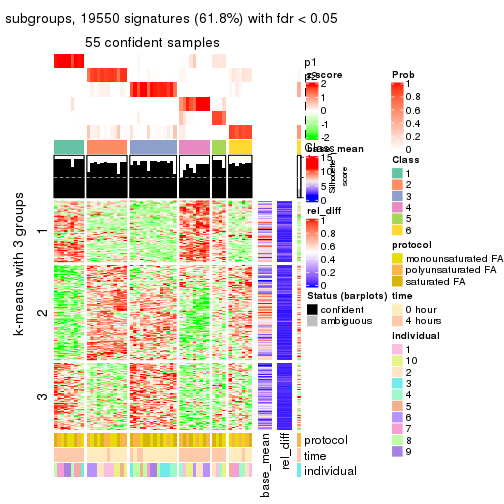 subgroups, 19550 signatures (61.8%) with fdr < 0.05
55 confident samples
k-means with 3 groups
1
2
3
p1
p2
Class
Silhouette
score
z_score
2
1
0
-1
-2
base_mean
15
10
5
0
rel_diff
1
0.8
0.6
0.4
0.2
0
Status (barplots)
confident
ambiguous
Prob
1
0.8
0.6
0.4
0.2
0
Class
1
2
3
4
5
6
protocol
monounsaturated FA
polyunsaturated FA
saturated FA
time
0 hour
4 hours
individual
1
10
2
3
4
5
6
7
8
9
protocol
time
individual
base_mean
rel_diff